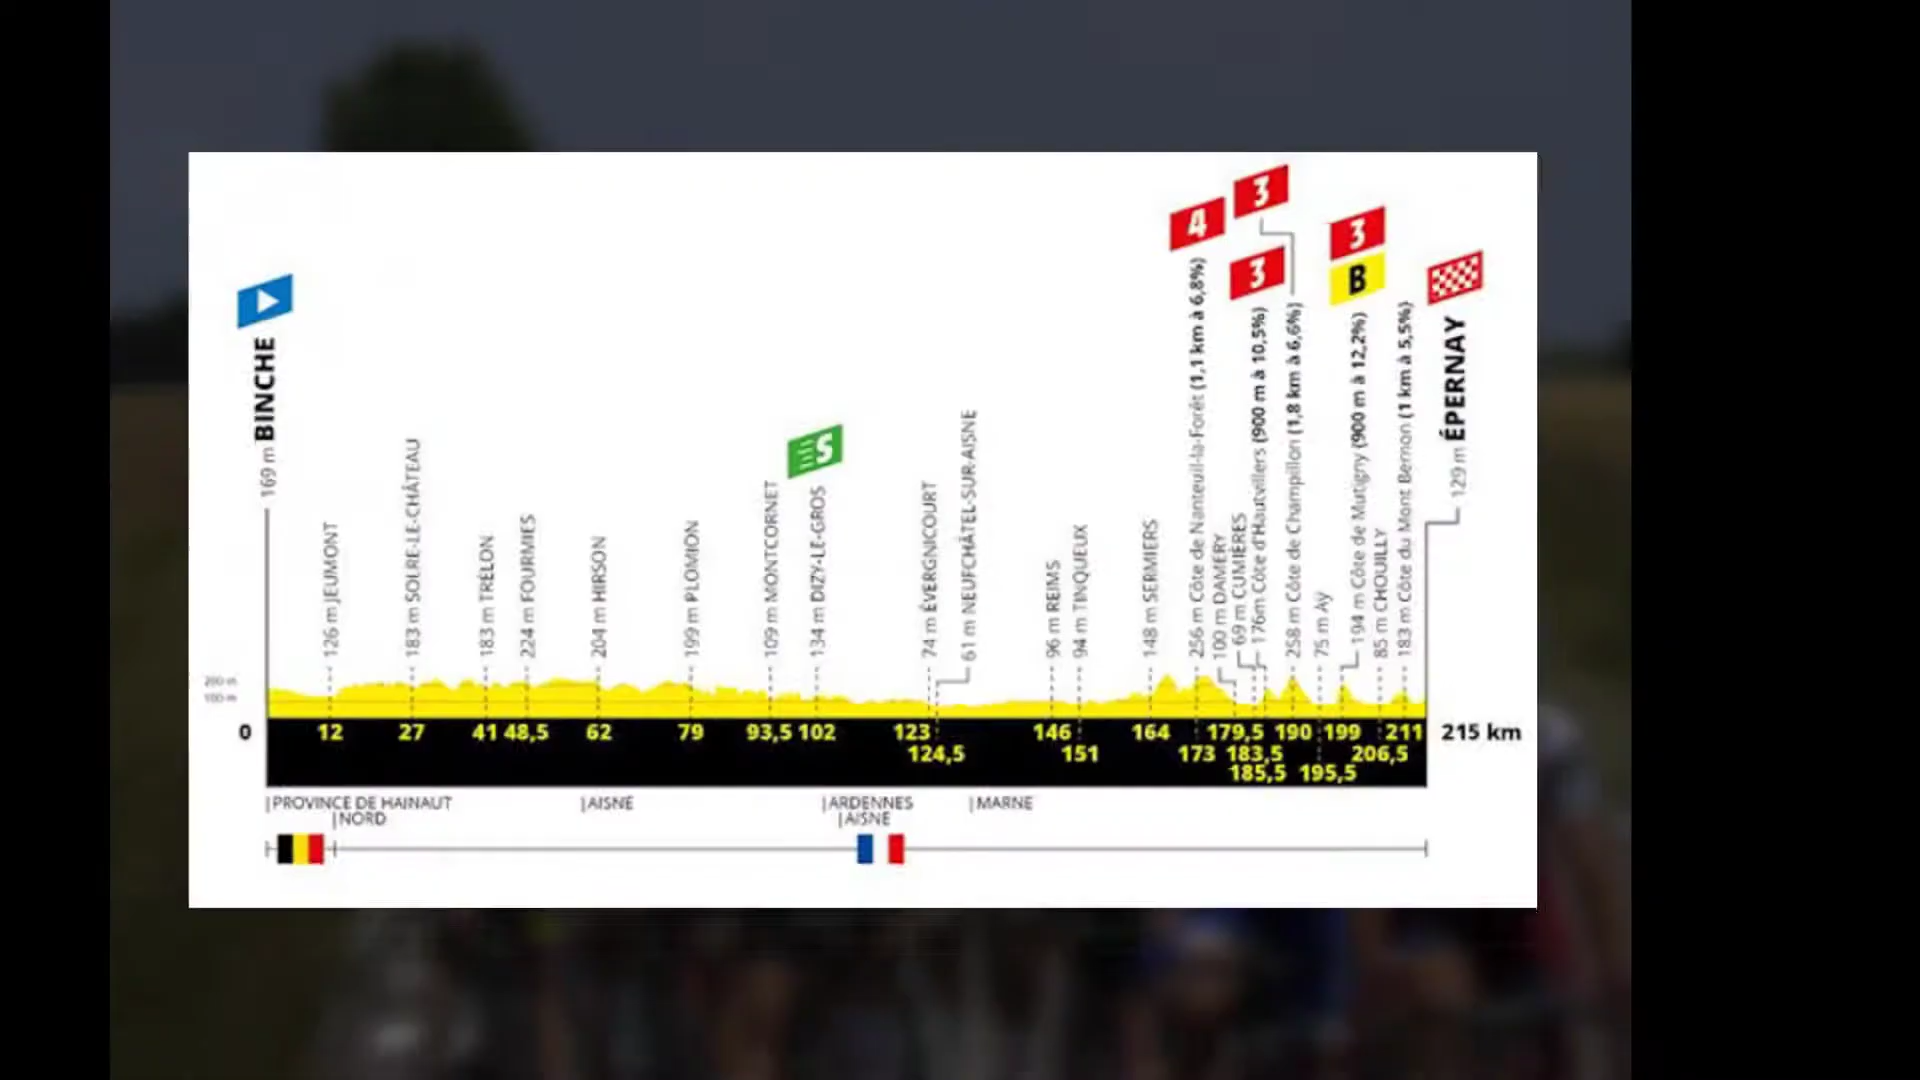 4
3
3
3
B
S
169 m BINCHE
126 m JEUMONT
183 m SOLRE-LE-CHÂTEAU
183 m TRÉLON
224 m FOURMIES
204 m HIRSON
199 m PLOMION
109 m MONTCORNET
134 m DIZY-LE-GROS
74 m ÉVERGNICOURT
61 m NEUFCHÂTEL-SUR-AISNE
96 m REIMS
94 m TINQUEUX
148 m SERMIERS
256 m Côte de Nanteuil-la-Forêt (1,1 km à 6,8%)
100 m DAMERY
69 m CUMIÈRES
176m Côte d'Hautvillers (900 m à 10,5%)
258 m Côte de Champillon (1,8 km à 6,6%)
75 m Aÿ
194 m Côte de Mutigny (900 m à 12,2%)
85 m CHOUILLY
183 m Côte du Mont Bernon (1 km à 5,5%)
129 m ÉPERNAY
200 m
100 m
0 12 27 41 48,5 62 79 93,5 102 123 146 164 179,5 190 199 211 215 km
124,5 151 173 183,5 206,5
185,5 195,5
|PROVINCE DE HAINAUT |AISNE |ARDENNES |MARNE
|NORD |AISNE